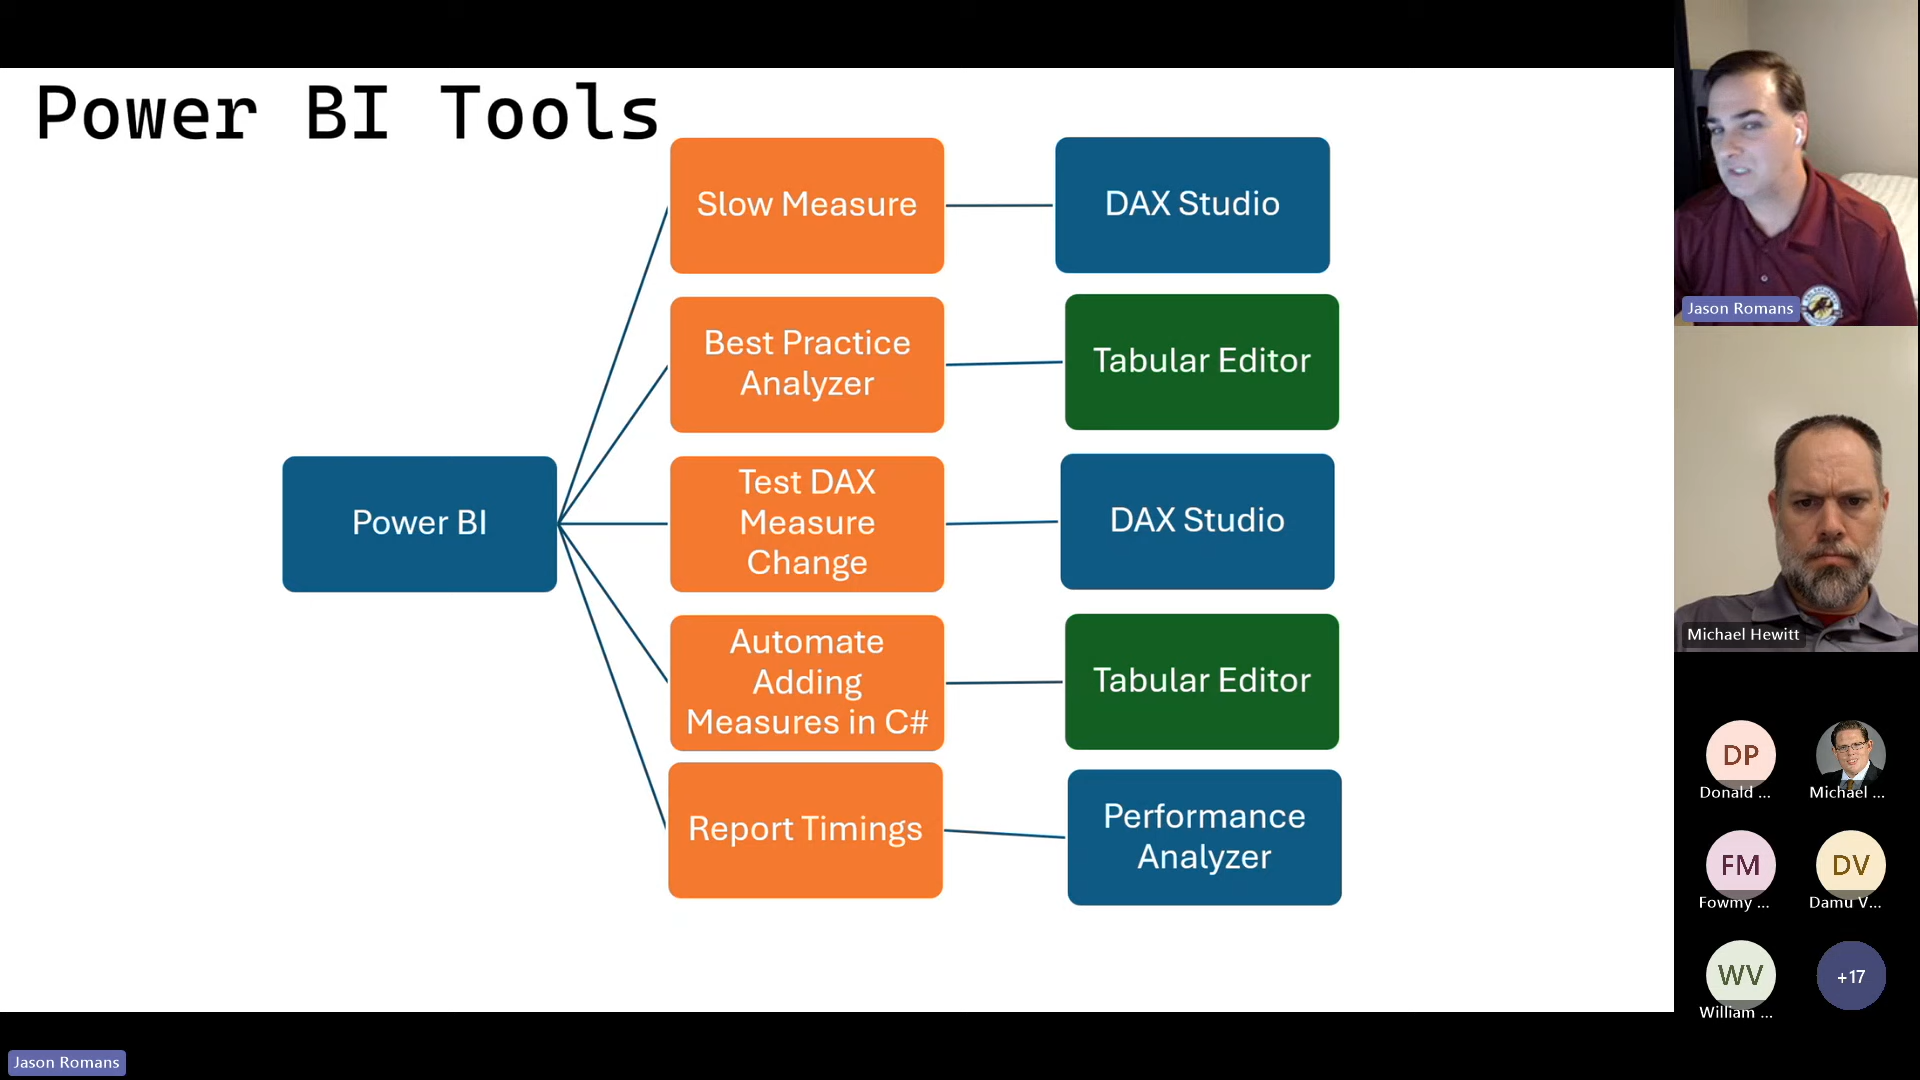 Power BI Tools
Slow Measure
DAX Studio
Best Practice
Analyzer
Tabular Editor
Power BI
Test DAX
Measure
Change
DAX Studio
Automate
Adding
Measures in C#
Tabular Editor
Report Timings
Performance
Analyzer
Jason Romans
Michael Hewitt
DP
Donald ...
Michael ...
FM
Fowmy ...
DV
Damu V...
WV
William ...
+17
Jason Romans